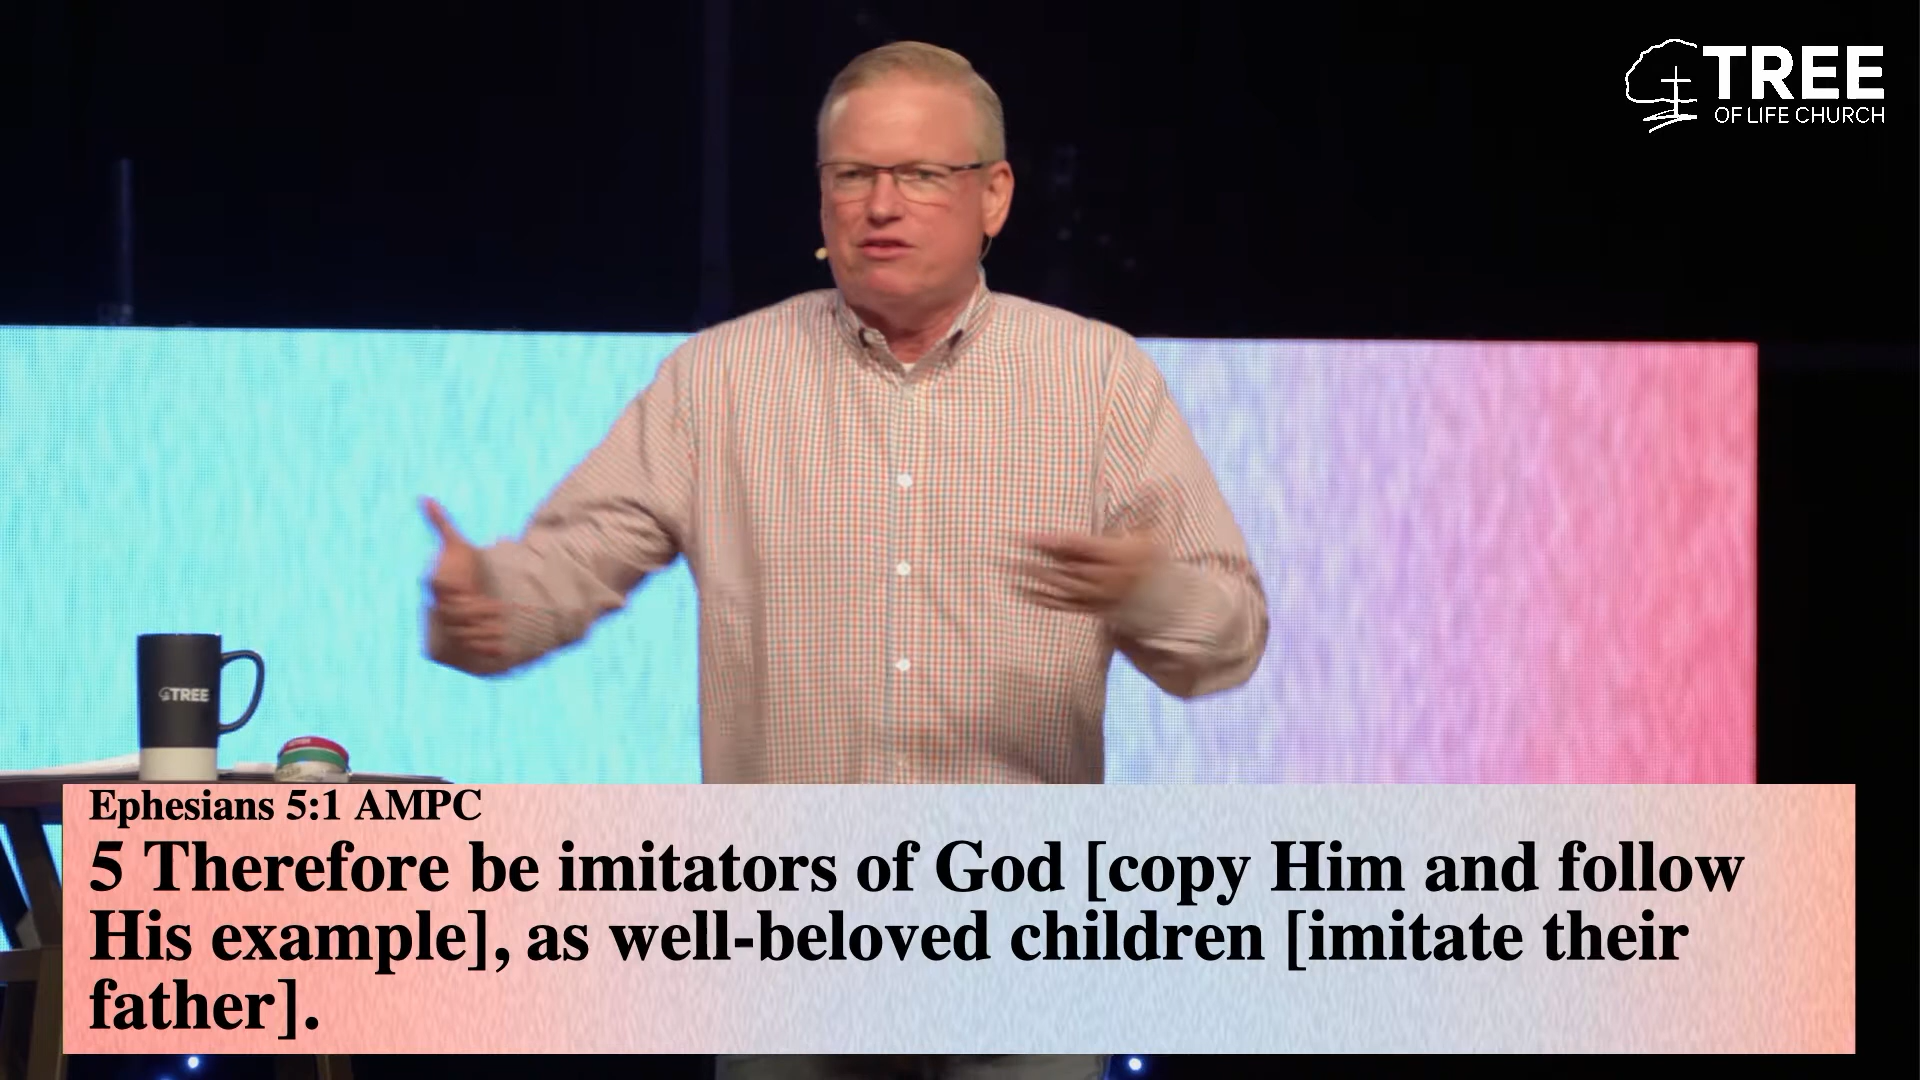 TREE
OF LIFE CHURCH
TREE
Ephesians 5:1 AMPC
5 Therefore be imitators of God [copy Him and follow
His example], as well-beloved children [imitate their
father].